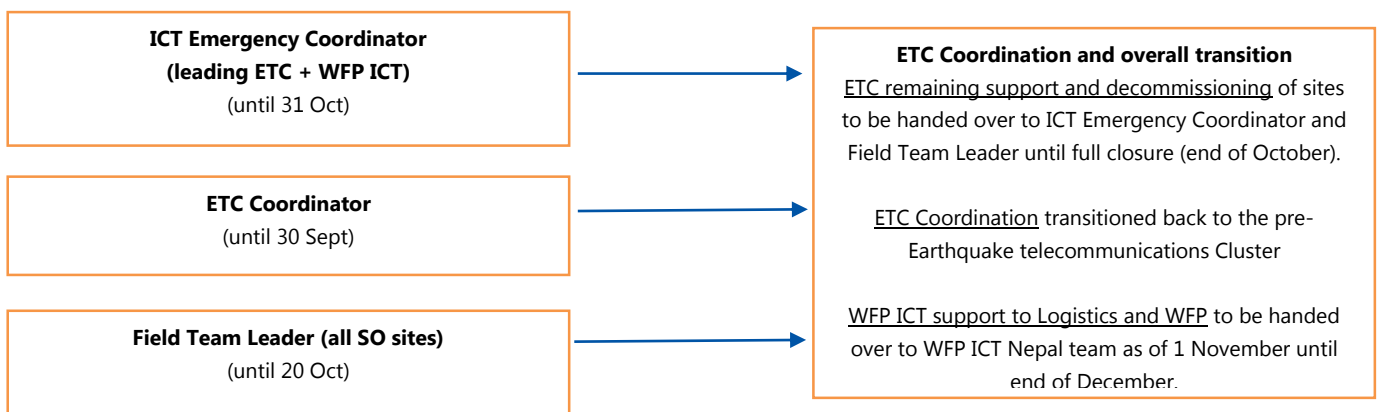 ICT Emergency Coordinator
(leading ETC + WFP ICT)
(until 31 Oct)
ETC Coordinator
(until 30 Sept)
Field Team Leader (all SO sites)
(until 20 Oct)
ETC Coordination and overall transition
ETC remaining support and decommissioning of sites
to be handed over to ICT Emergency Coordinator and
Field Team Leader until full closure (end of October).
ETC Coordination transitioned back to the pre-
Earthquake telecommunications Cluster
WFP ICT support to Logistics and WFP to be handed
over to WFP ICT Nepal team as of 1 November until
end of December.